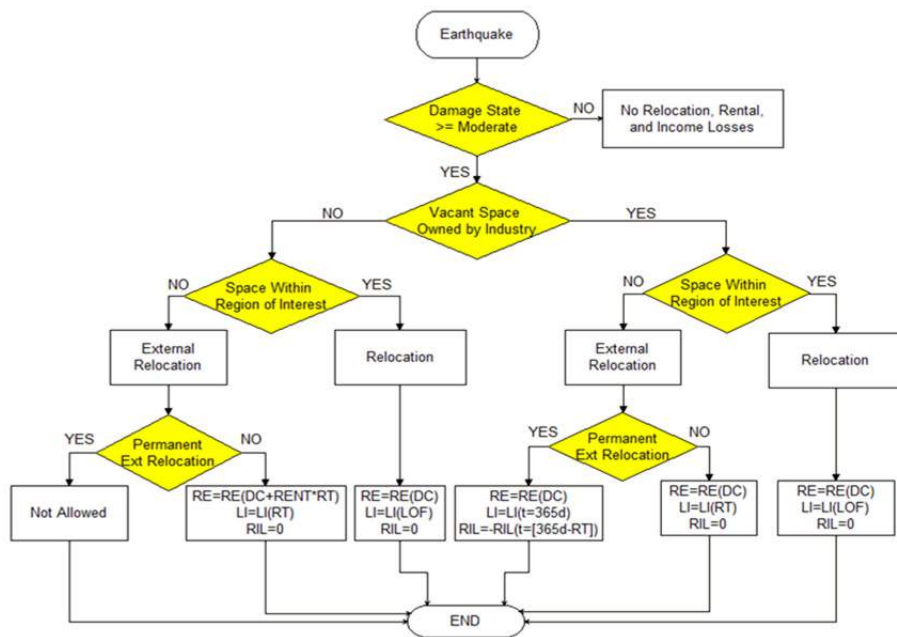 Earthquake
Damage State
>= Moderate
NO
No Relocation, Rental,
and Income Losses
YES
NO
Vacant Space
Owned by Industry
YES
NO
Space Within
Region of Interest
YES
NO
Space Within
Region of Interest
YES
External
Relocation
Relocation
External
Relocation
Relocation
YES
Permanent
Ext Relocation
NO
YES
Permanent
Ext Relocation
NO
Not Allowed
RE=RE(DC+RENT*RT)
LI=LI(RT)
RIL=0
RE=RE(DC)
LI=LI(LOF)
RIL=0
RE=RE(DC)
LI=LI(t=365d)
RIL=-RIL(t=[365d-RT])
RE=RE(DC)
LI=LI(RT)
RIL=0
RE=RE(DC)
LI=LI(LOF)
RIL=0
END